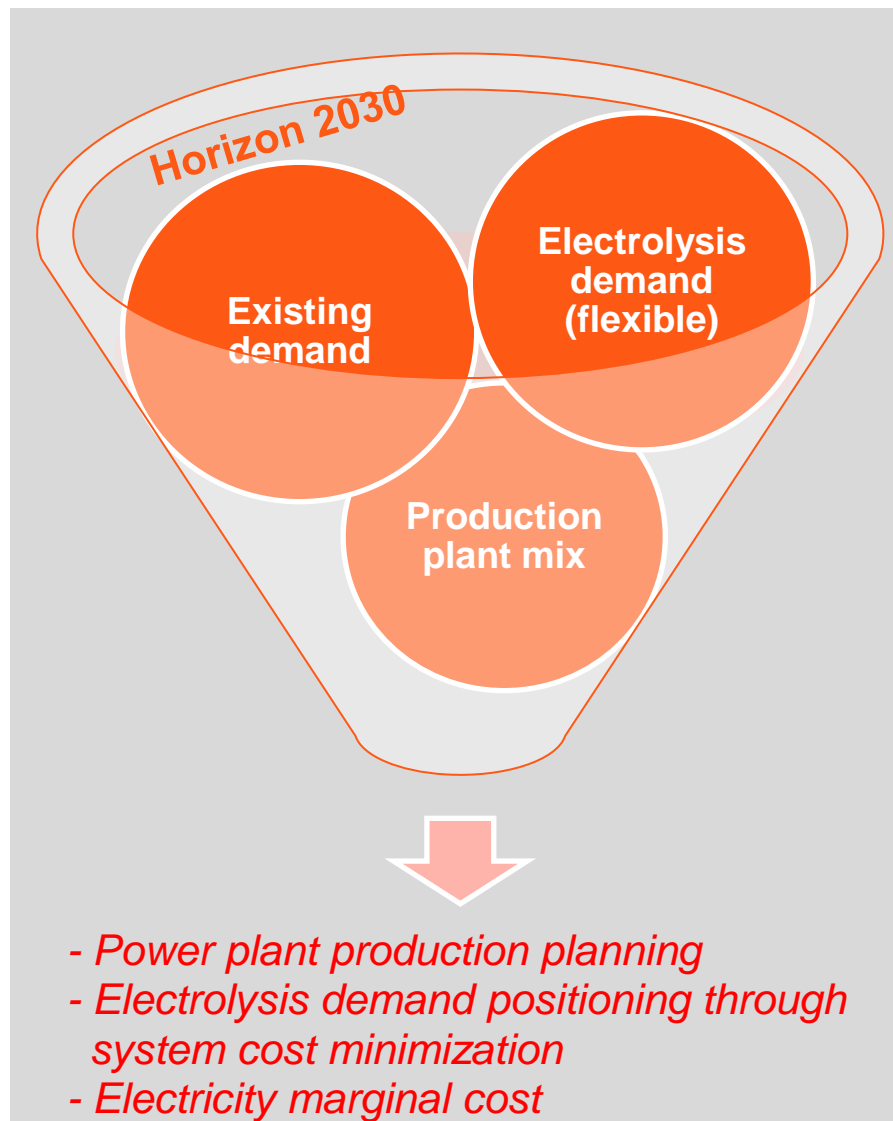 Horizon 2030
Existing
demand
Electrolysis
demand
(flexible)
Production
plant mix
- Power plant production planning
- Electrolysis demand positioning through
system cost minimization
- Electricity marginal cost